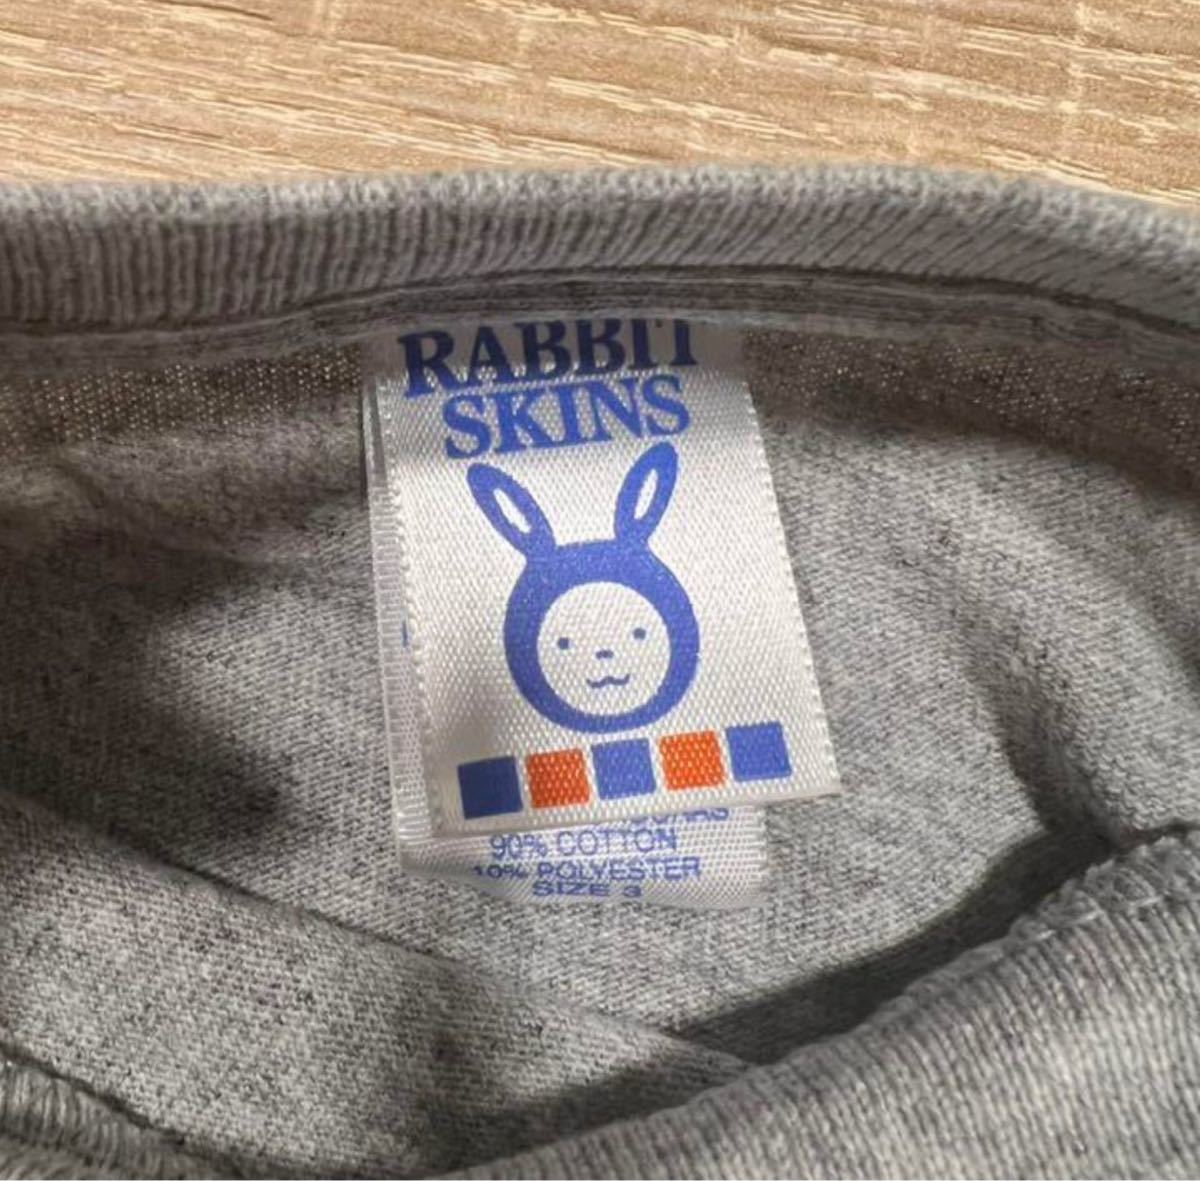 RABBIT
SKINS
90% COTTON
10% POLYESTER
SIZE 3